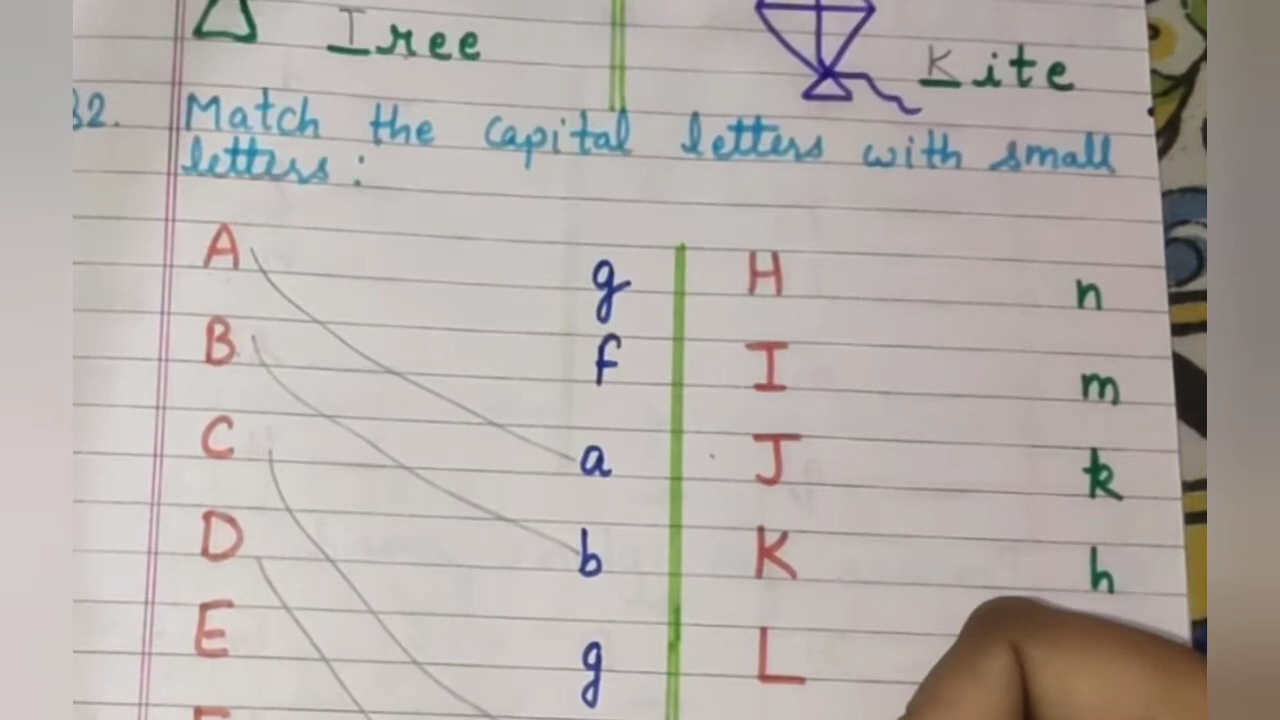 Tree Kite
32. Match the capital letters with small
letters:
A g H n
B f I m
C a J k
D b K h
E g L